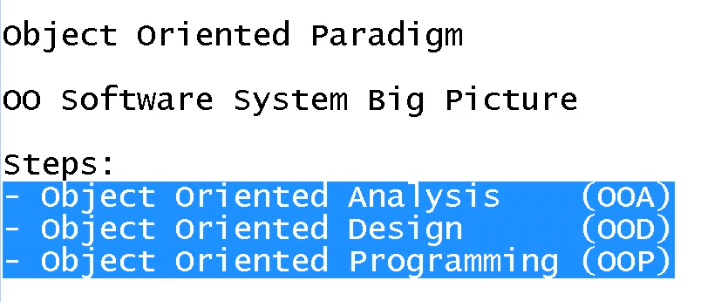 Object Oriented Paradigm
OO Software System Big Picture
Steps:
- Object Oriented Analysis    (OOA)
- Object Oriented Design      (OOD)
- Object Oriented Programming (OOP)